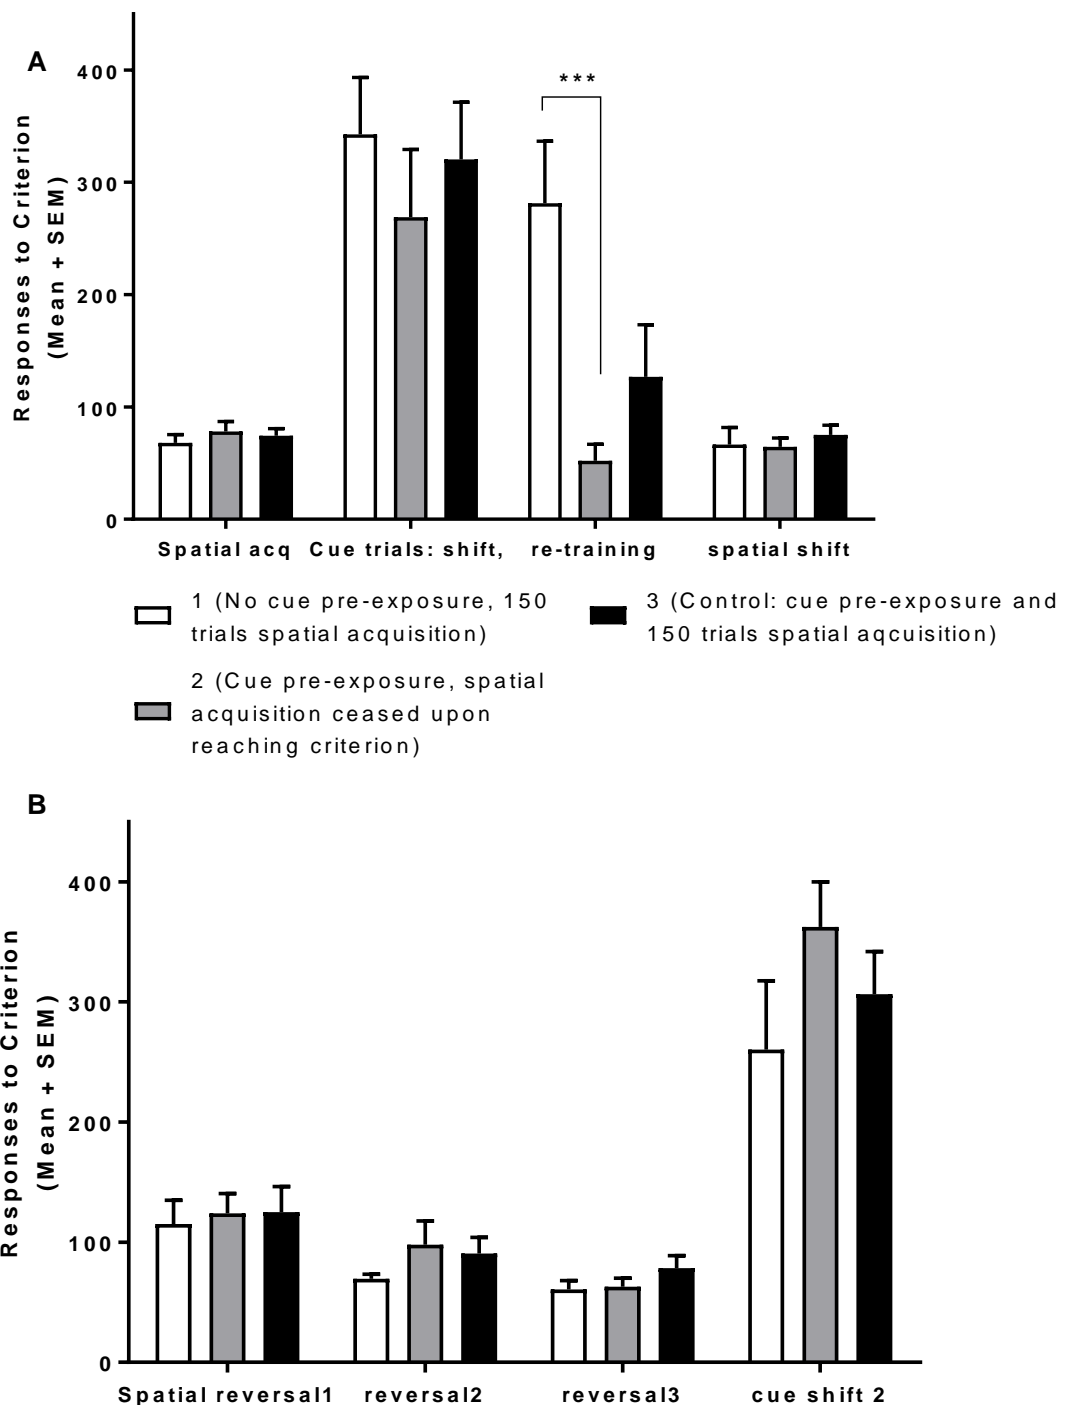 A
Responses to Criterion
(Mean + SEM)
400
300
200
100
0
***
Spatial acq Cue trials: shift, re-training spatial shift
1 (No cue pre-exposure, 150
trials spatial acquisition)
3 (Control: cue pre-exposure and
150 trials spatial aqcuisition)
2 (Cue pre-exposure, spatial
acquisition ceased upon
reaching criterion)
B
Responses to Criterion
(Mean + SEM)
400
300
200
100
0
Spatial reversal1 reversal2 reversal3 cue shift 2